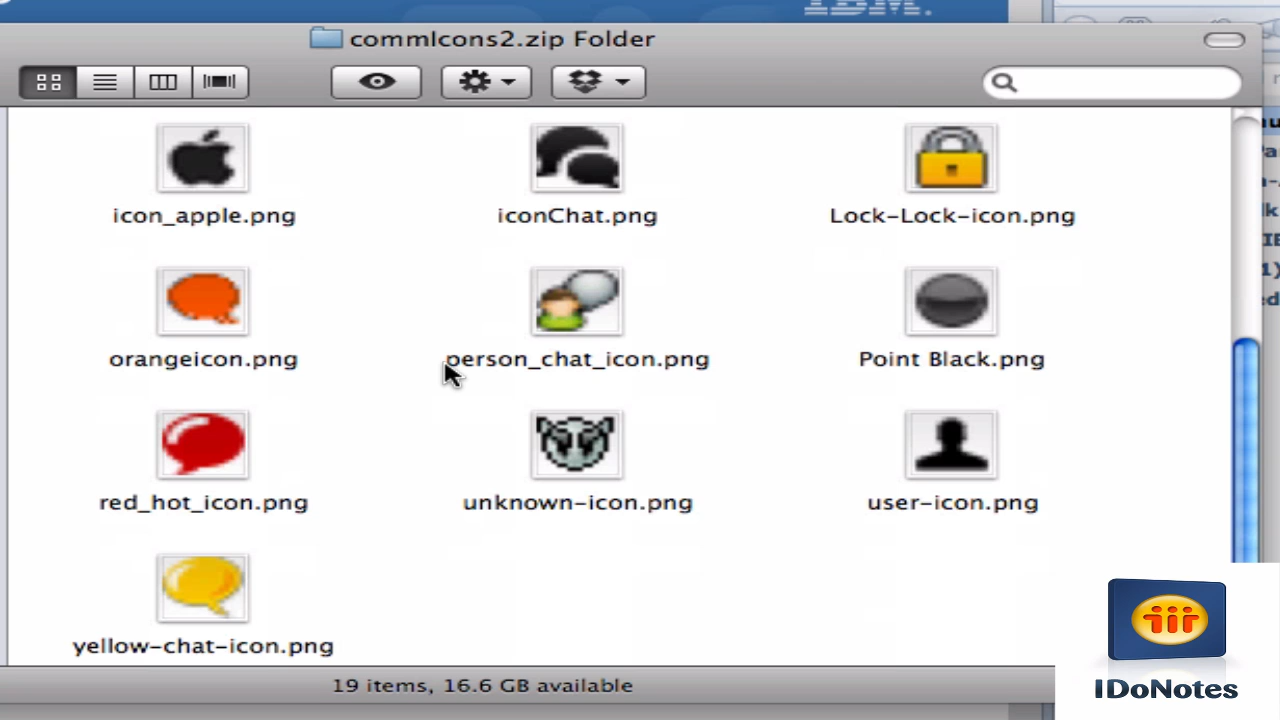 IBM.
commIcons2.zip Folder
icon_apple.png
iconChat.png
Lock-Lock-icon.png
orangeicon.png
person_chat_icon.png
Point Black.png
red_hot_icon.png
unknown-icon.png
user-icon.png
yellow-chat-icon.png
19 items, 16.6 GB available
IDoNotes